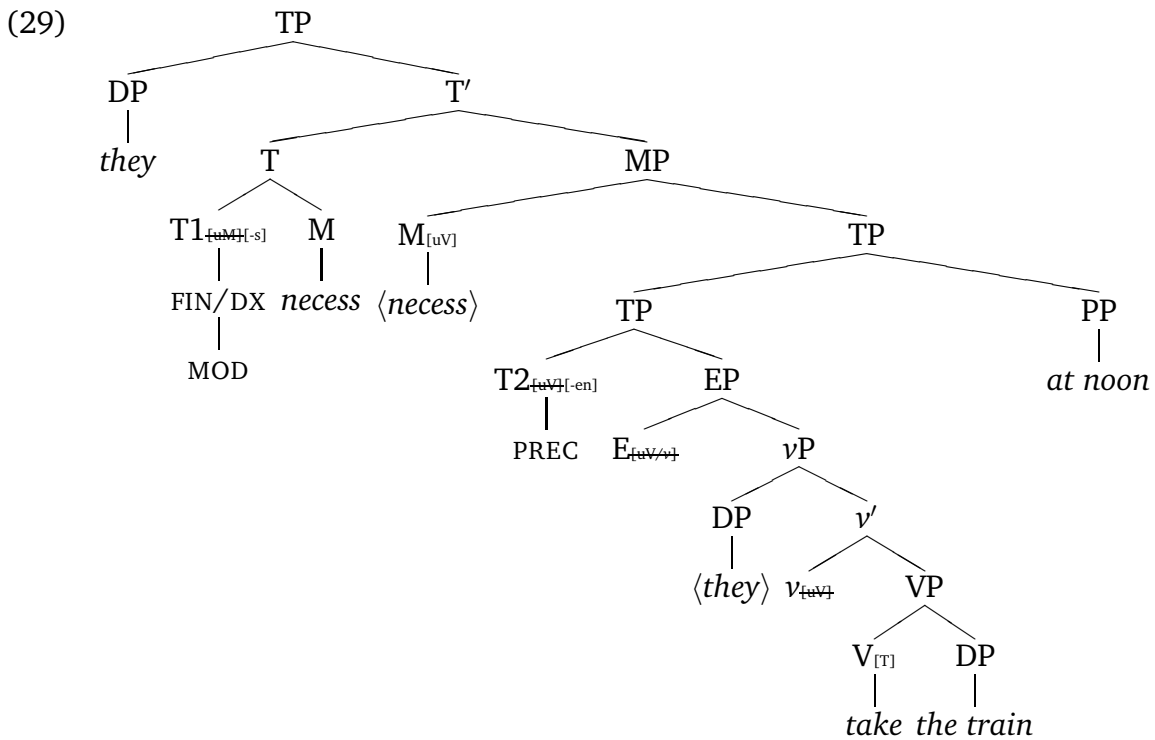 (29) TP
DP T′
they T MP
T1[uM][-s] M M[uV] TP
FIN/DX necess ⟨necess⟩ TP PP
MOD T2[uV][-en] EP at noon
PREC E[uV/v] vP
DP v′
⟨they⟩ v[uV] VP
V[T] DP
take the train